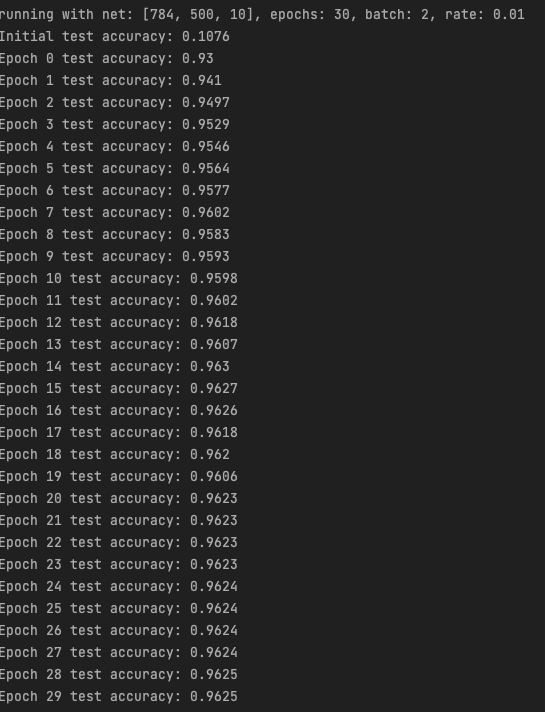 running with net: [784, 500, 10], epochs: 30, batch: 2, rate: 0.01
Initial test accuracy: 0.1076
Epoch 0 test accuracy: 0.93
Epoch 1 test accuracy: 0.941
Epoch 2 test accuracy: 0.9497
Epoch 3 test accuracy: 0.9529
Epoch 4 test accuracy: 0.9546
Epoch 5 test accuracy: 0.9564
Epoch 6 test accuracy: 0.9577
Epoch 7 test accuracy: 0.9602
Epoch 8 test accuracy: 0.9583
Epoch 9 test accuracy: 0.9593
Epoch 10 test accuracy: 0.9598
Epoch 11 test accuracy: 0.9602
Epoch 12 test accuracy: 0.9618
Epoch 13 test accuracy: 0.9607
Epoch 14 test accuracy: 0.963
Epoch 15 test accuracy: 0.9627
Epoch 16 test accuracy: 0.9626
Epoch 17 test accuracy: 0.9618
Epoch 18 test accuracy: 0.962
Epoch 19 test accuracy: 0.9606
Epoch 20 test accuracy: 0.9623
Epoch 21 test accuracy: 0.9623
Epoch 22 test accuracy: 0.9623
Epoch 23 test accuracy: 0.9623
Epoch 24 test accuracy: 0.9624
Epoch 25 test accuracy: 0.9624
Epoch 26 test accuracy: 0.9624
Epoch 27 test accuracy: 0.9624
Epoch 28 test accuracy: 0.9625
Epoch 29 test accuracy: 0.9625